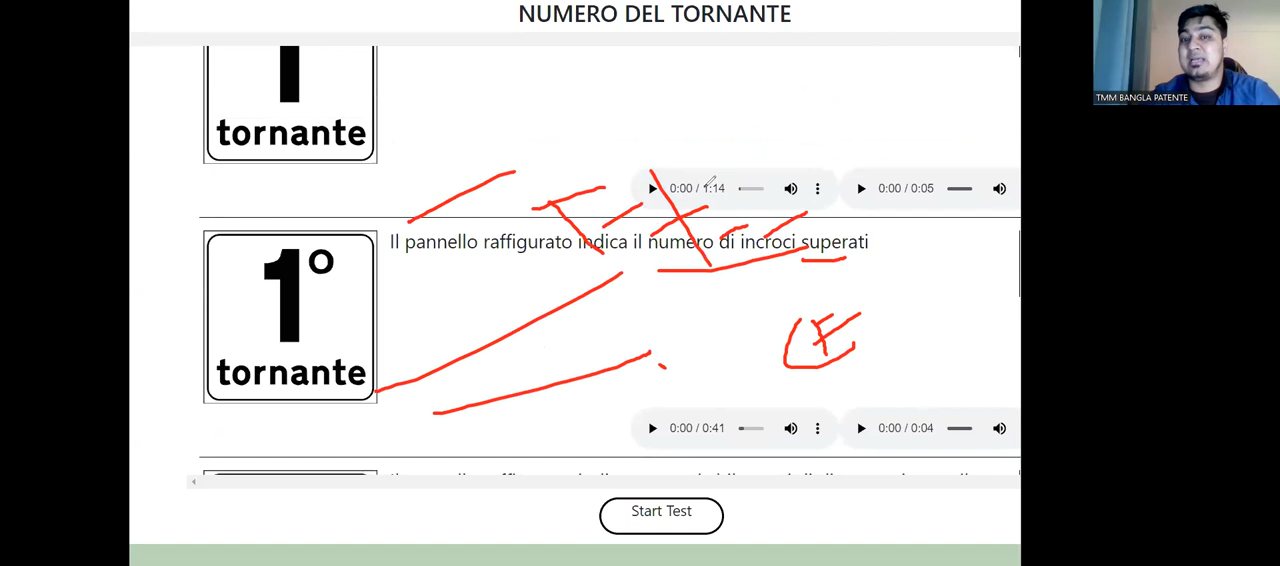 NUMERO DEL TORNANTE
TMM BANGLA PATENTE
1
tornante
0:00 / 1:14
0:00 / 0:05
1°
tornante
Il pannello raffigurato indica il numero di incroci superati
F
0:00 / 0:41
0:00 / 0:04
Start Test